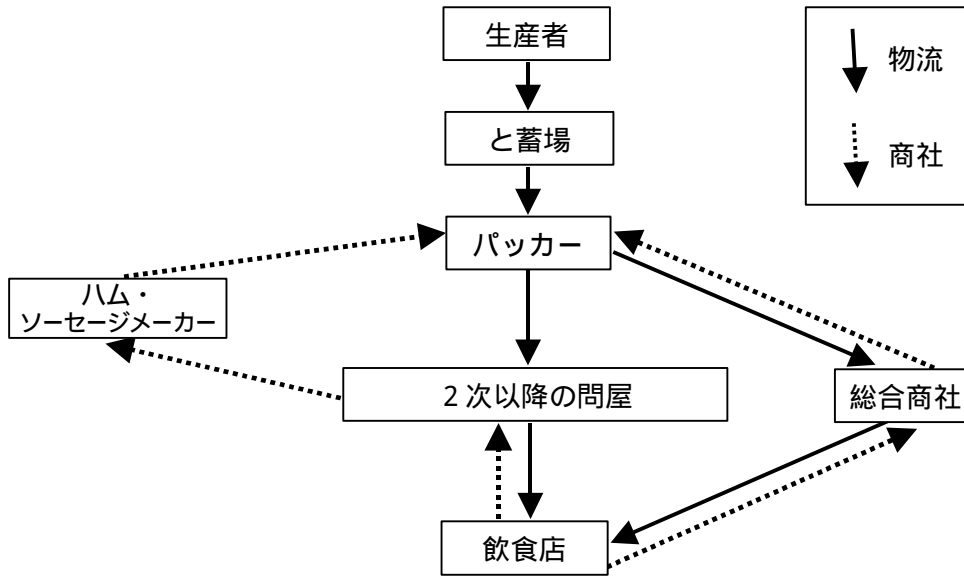 生産者
物流
と蓄場
商社
パッカー
ハム・
ソーセージメーカー
2次以降の問屋
総合商社
飲食店